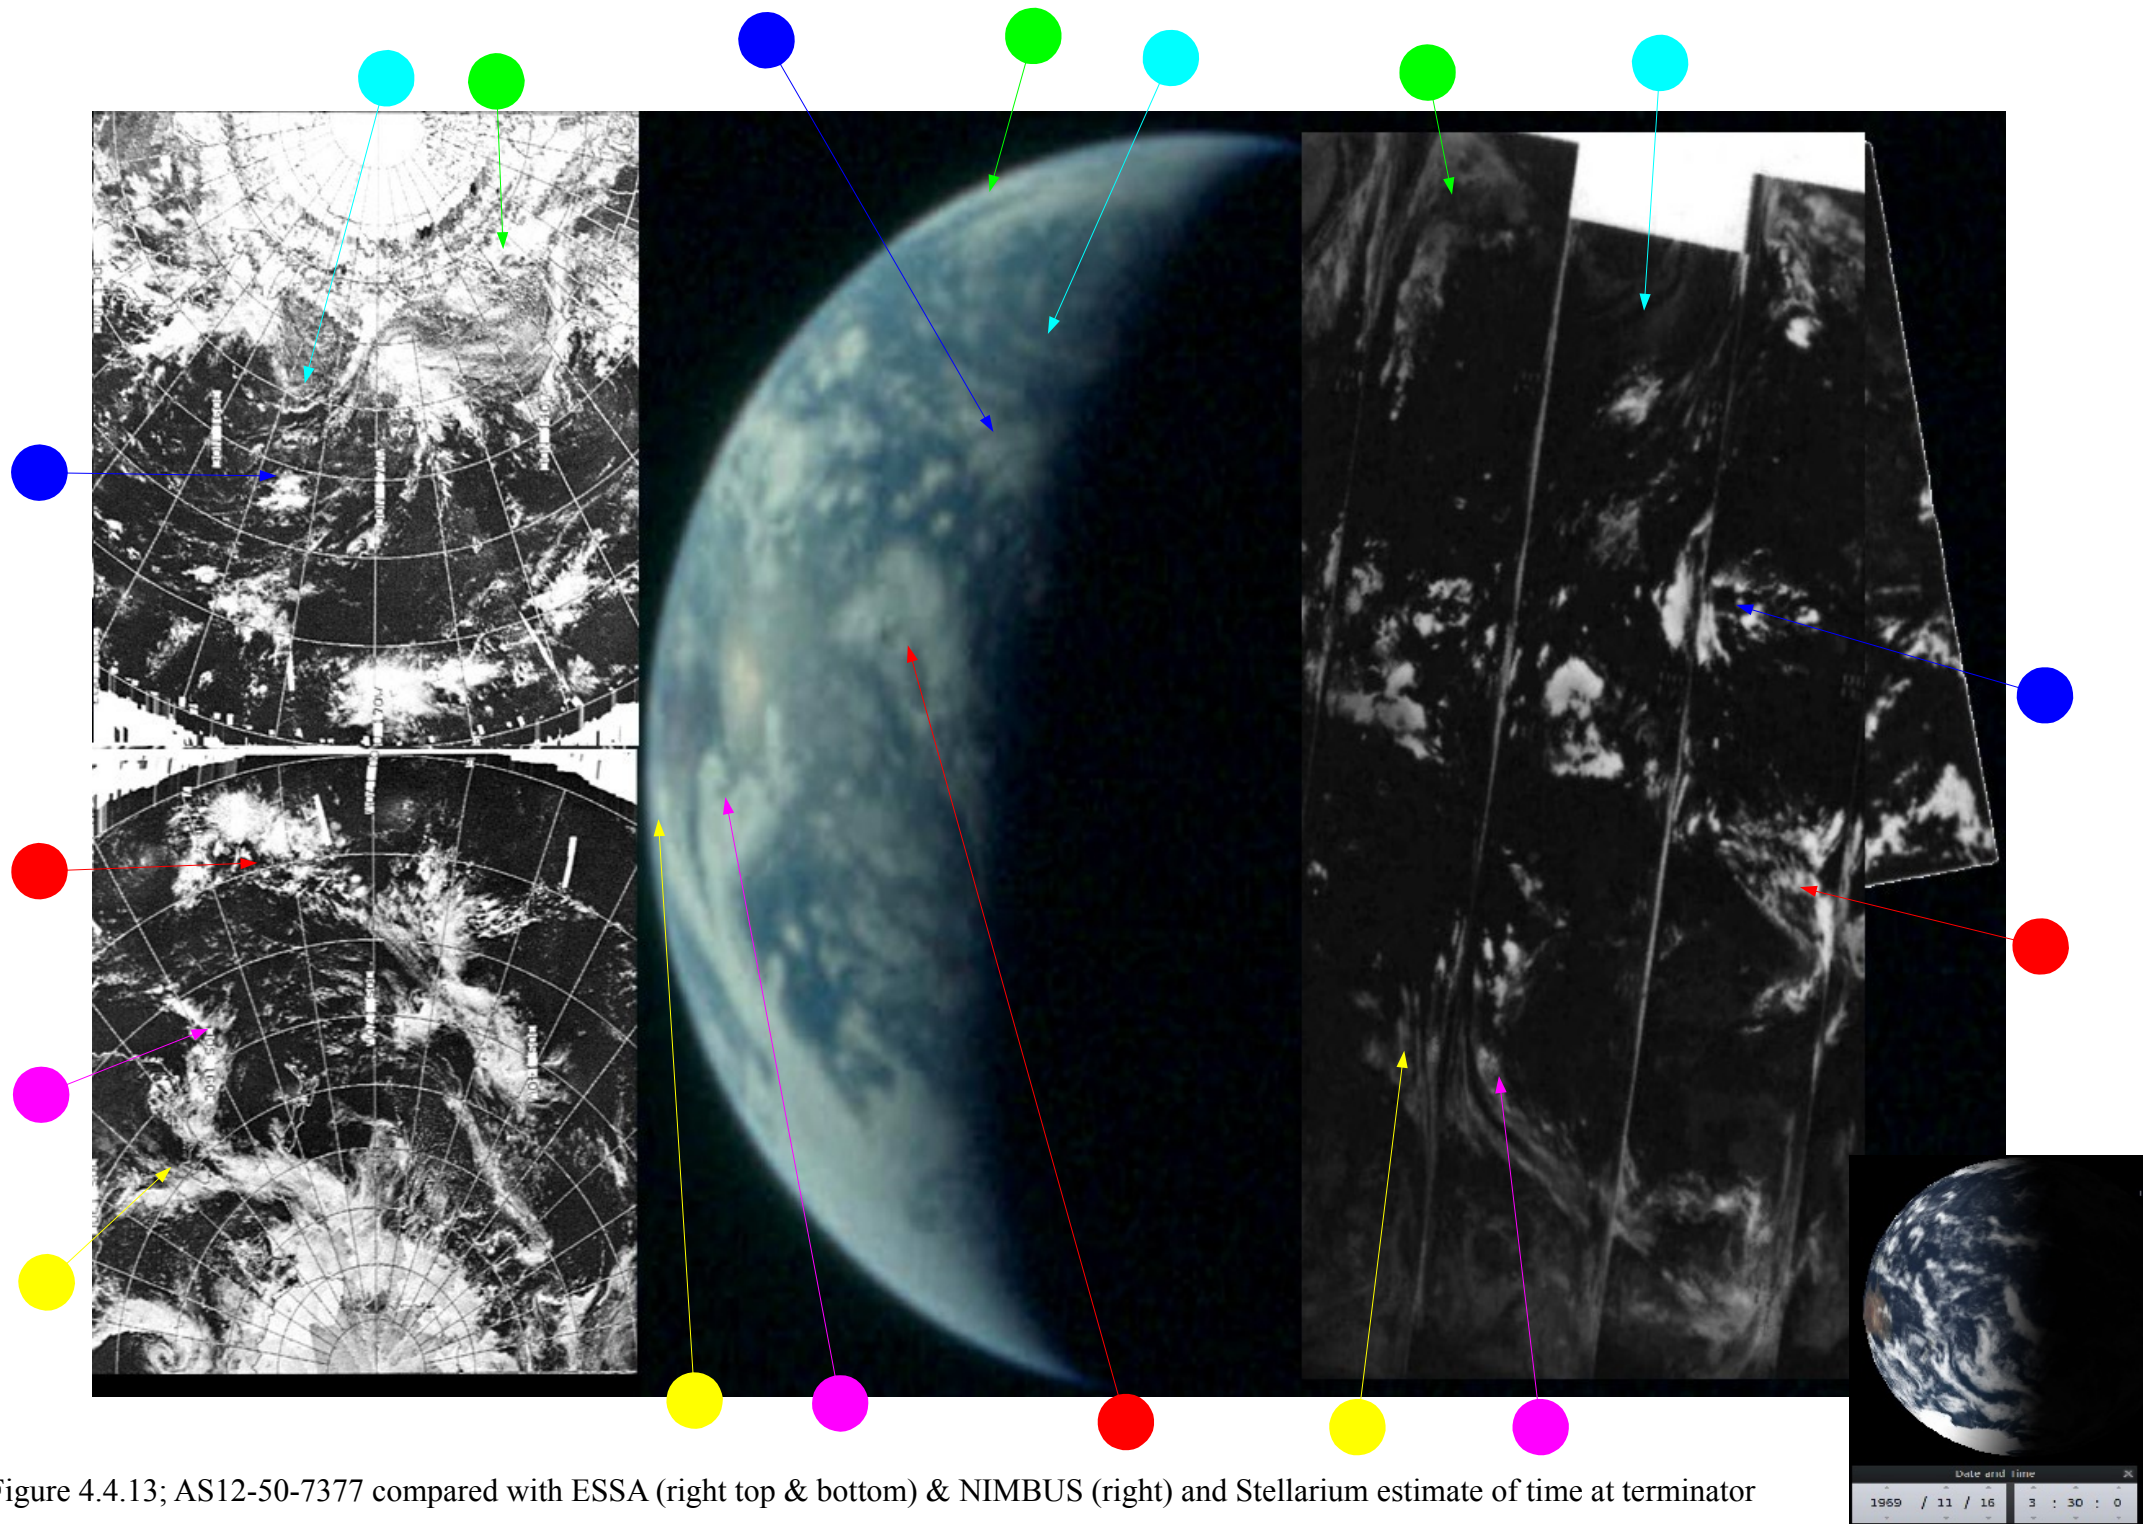 Date and Time
1969 / 11 / 16 3 : 30 : 0
igure 4.4.13; AS12-50-7377 compared with ESSA (right top & bottom) & NIMBUS (right) and Stellarium estimate of time at terminator